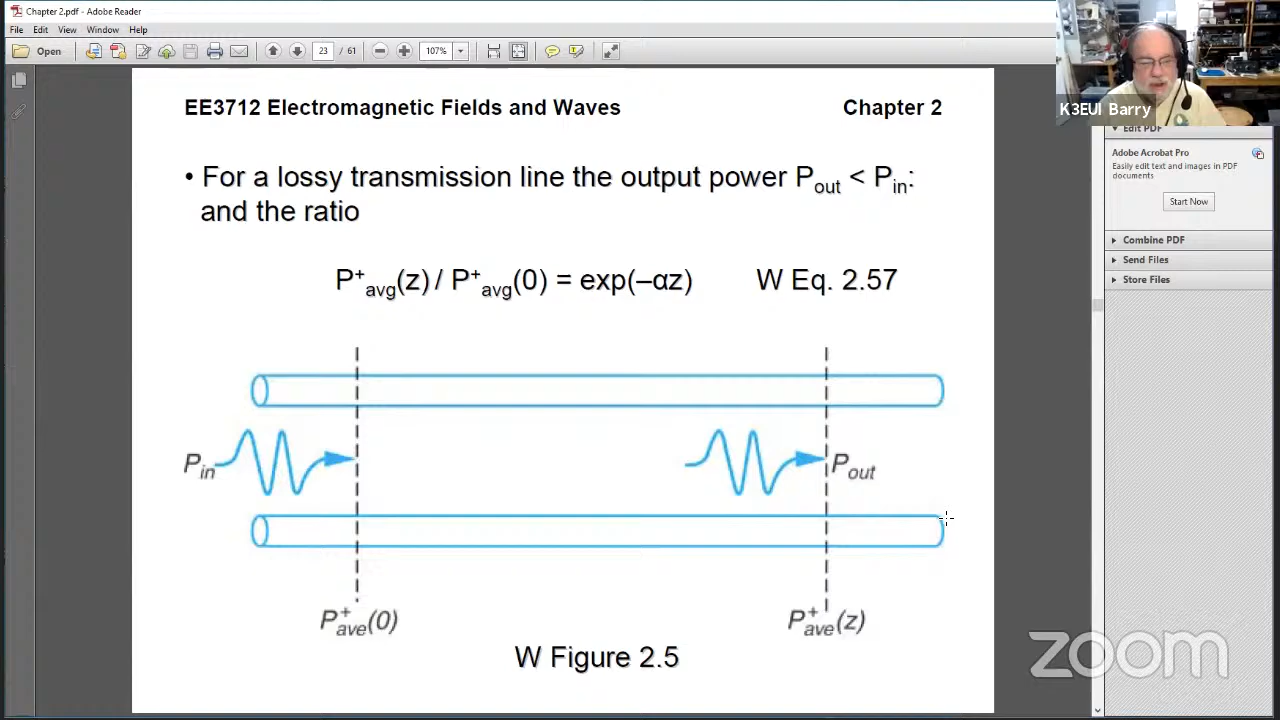 Chapter 2.pdf - Adobe Reader
File Edit View Window Help
Open 23 / 61 107%
K3EUI Barry
EE3712 Electromagnetic Fields and Waves Chapter 2
• For a lossy transmission line the output power Pout < Pin:
and the ratio
P+avg(z) / P+avg(0) = exp(–αz) W Eq. 2.57
Pin
Pout
P+ave(0) P+ave(z)
W Figure 2.5
Edit PDF
Adobe Acrobat Pro
Easily edit text and images in PDF
documents
Start Now
Combine PDF
Send Files
Store Files
zoom